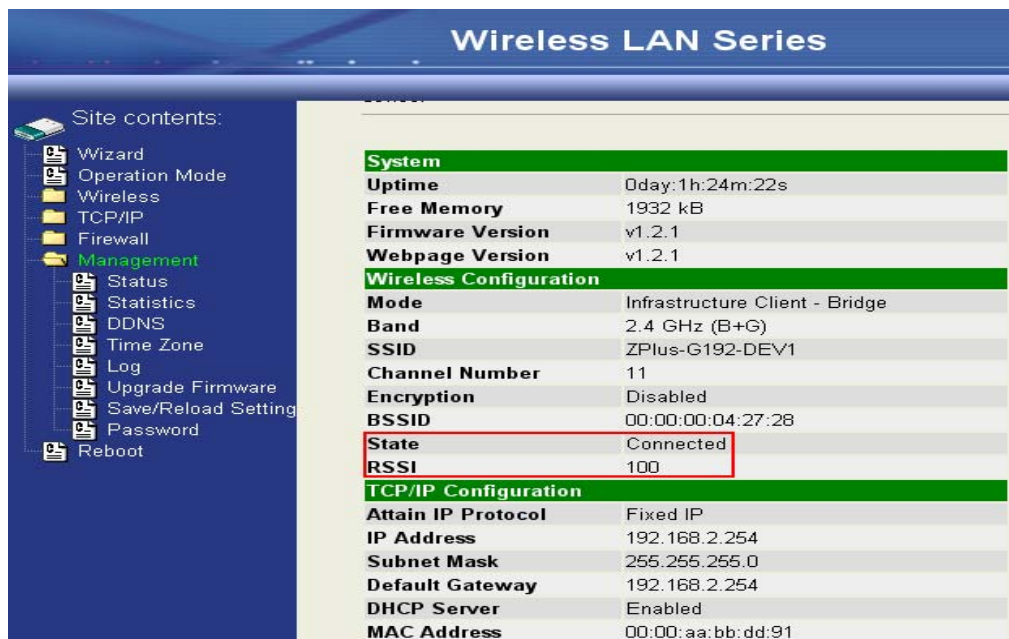 Wireless LAN Series
Site contents:
Wizard
Operation Mode
Wireless
TCP/IP
Firewall
Management
Status
Statistics
DDNS
Time Zone
Log
Upgrade Firmware
Save/Reload Setting
Password
Reboot
System
Uptime 0day:1h:24m:22s
Free Memory 1932 kB
Firmware Version v1.2.1
Webpage Version v1.2.1
Wireless Configuration
Mode Infrastructure Client - Bridge
Band 2.4 GHz (B+G)
SSID ZPlus-G192-DEV1
Channel Number 11
Encryption Disabled
BSSID 00:00:00:04:27:28
State Connected
RSSI 100
TCP/IP Configuration
Attain IP Protocol Fixed IP
IP Address 192.168.2.254
Subnet Mask 255.255.255.0
Default Gateway 192.168.2.254
DHCP Server Enabled
MAC Address 00:00:aa:bb:dd:91